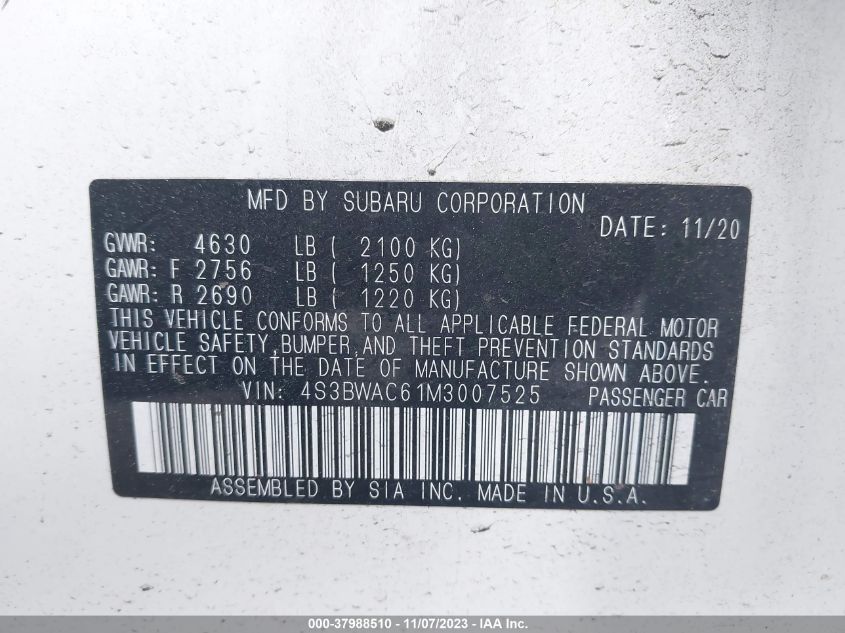 MFD BY SUBARU CORPORATION
DATE: 11/20
GVWR: 4630 LB ( 2100 KG)
GAWR: F 2756 LB ( 1250 KG)
GAWR: R 2690 LB ( 1220 KG)
THIS VEHICLE CONFORMS TO ALL APPLICABLE FEDERAL MOTOR
VEHICLE SAFETY, BUMPER, AND THEFT PREVENTION STANDARDS
IN EFFECT ON THE DATE OF MANUFACTURE SHOWN ABOVE.
VIN: 4S3BWAC61M3007525 PASSENGER CAR
ASSEMBLED BY SIA INC. MADE IN U.S.A.
000-37988510 - 11/07/2023 - IAA Inc.